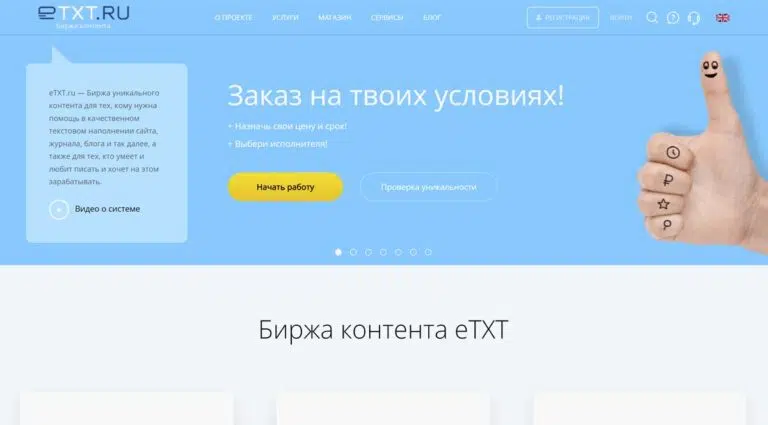 eTXT.RU
биржа контента
О ПРОЕКТЕ УСЛУГИ МАГАЗИН СЕРВИСЫ БЛОГ
РЕГИСТРАЦИЯ ВОЙТИ
eTXT.ru — Биржа уникального
контента для тех, кому нужна
помощь в качественном
текстовом наполнении сайта,
журнала, блога и так далее, а
также для тех, кто умеет и
любит писать и хочет на этом
зарабатывать.
Видео о системе
Заказ на твоих условиях!
+ Назначь свои цену и срок!
+ Выбери исполнителя!
Начать работу Проверка уникальности
₽
Биржа контента eTXT